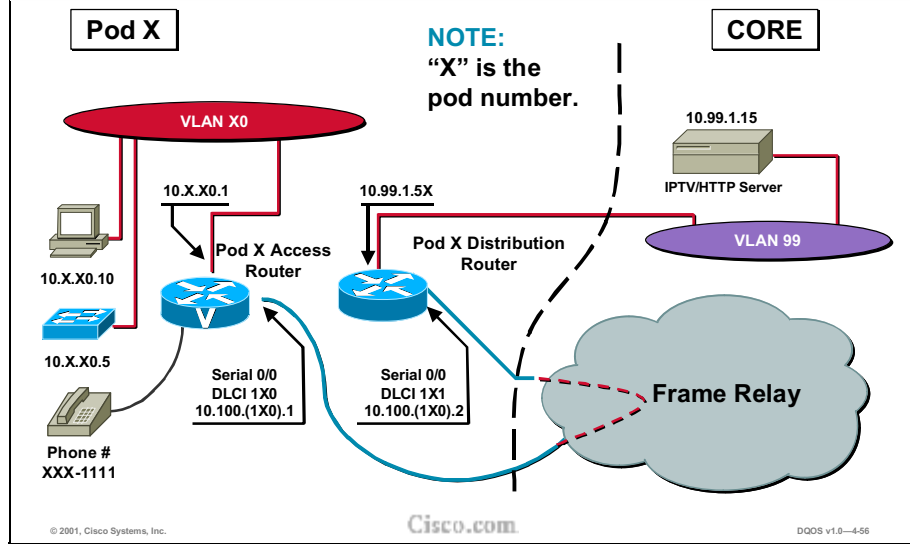 Pod X
NOTE:
“X” is the
pod number.
CORE
VLAN X0
10.99.1.15
IPTV/HTTP Server
10.X.X0.1
10.99.1.5X
VLAN 99
Pod X Access
Router
Pod X Distribution
Router
10.X.X0.10
V
10.X.X0.5
Serial 0/0
DLCI 1X0
10.100.(1X0).1
Serial 0/0
DLCI 1X1
10.100.(1X0).2
Frame Relay
Phone #
XXX-1111
© 2001, Cisco Systems, Inc.
Cisco.com
DQOS v1.0—4-56